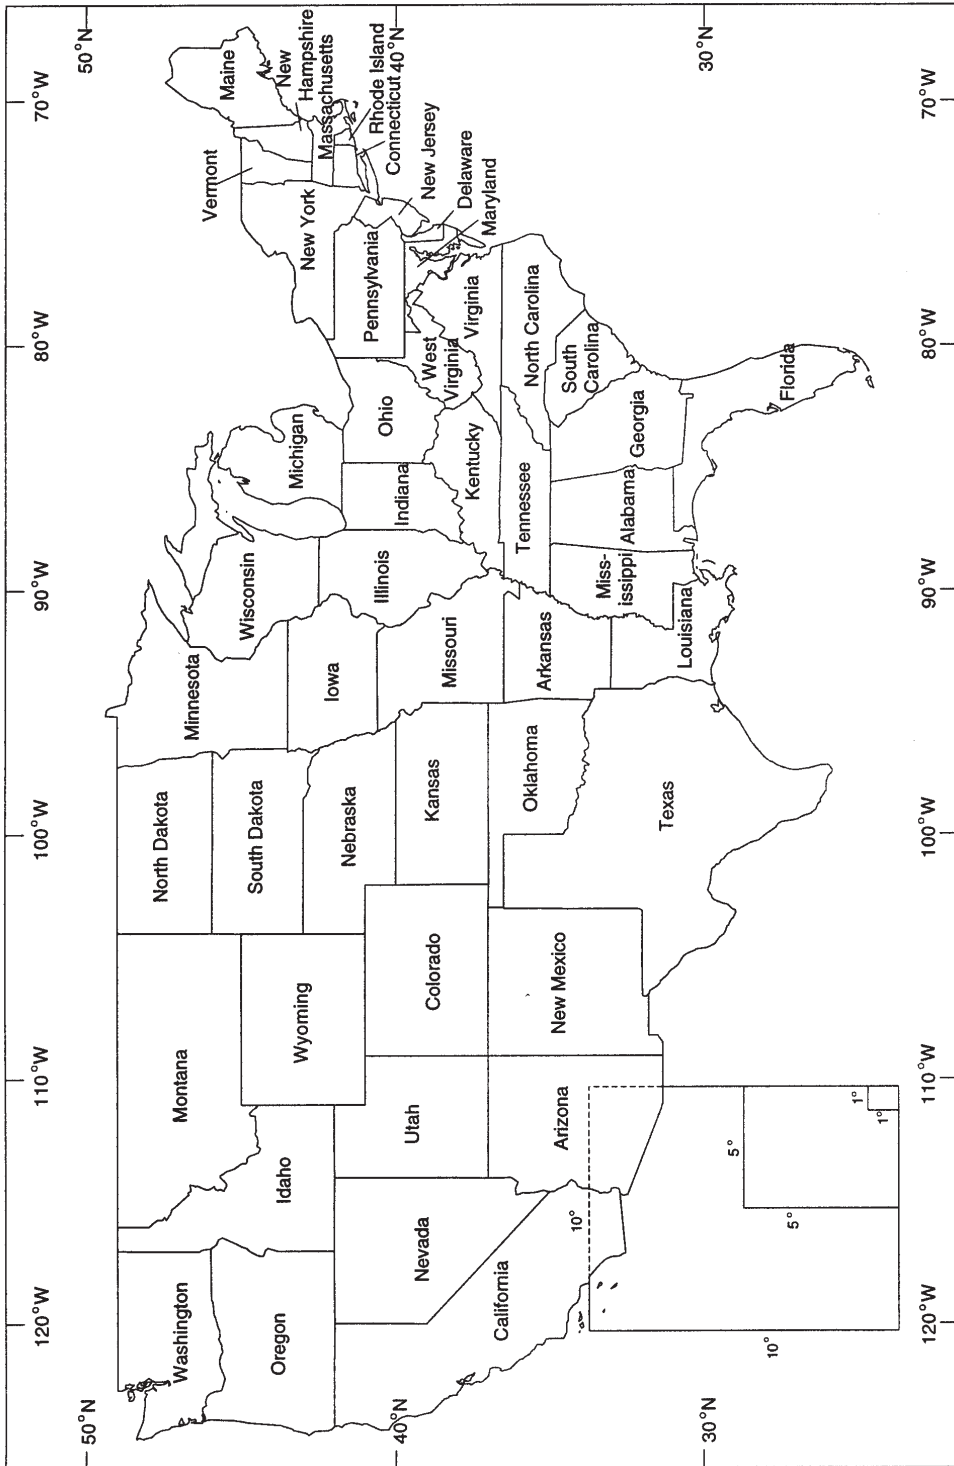 120°W
110°W
100°W
90°W
80°W
70°W
50°N
50°N
Washington
Montana
North Dakota
Minnesota
Vermont
Maine
Oregon
Idaho
Wyoming
South Dakota
Wisconsin
Michigan
New York
New
Hampshire
Massachusetts
Nevada
Utah
Colorado
Nebraska
Iowa
Illinois
Indiana
Ohio
Pennsylvania
Rhode Island
Connecticut
40°N
40°N
New Jersey
Delaware
Maryland
California
Arizona
New Mexico
Kansas
Missouri
Kentucky
West
Virginia
Virginia
Oklahoma
Arkansas
Tennessee
North Carolina
South
Carolina
Texas
Louisiana
Miss-
issippi
Alabama
Georgia
Florida
30°N
30°N
10°
10°
5°
5°
1°
1°
120°W
110°W
100°W
90°W
80°W
70°W